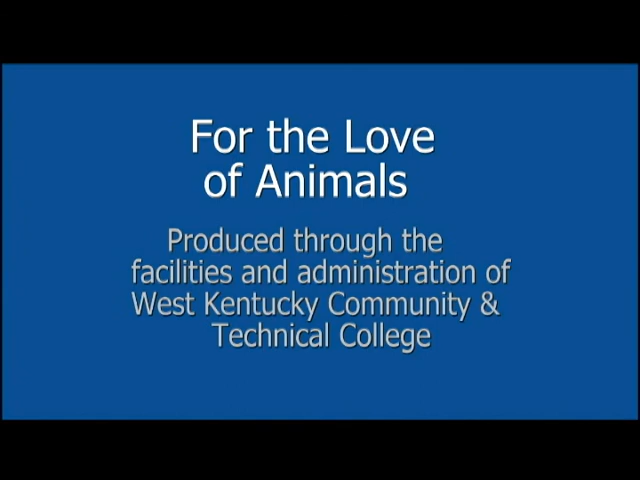 For the Love
of Animals
Produced through the
facilities and administration of
West Kentucky Community &
Technical College